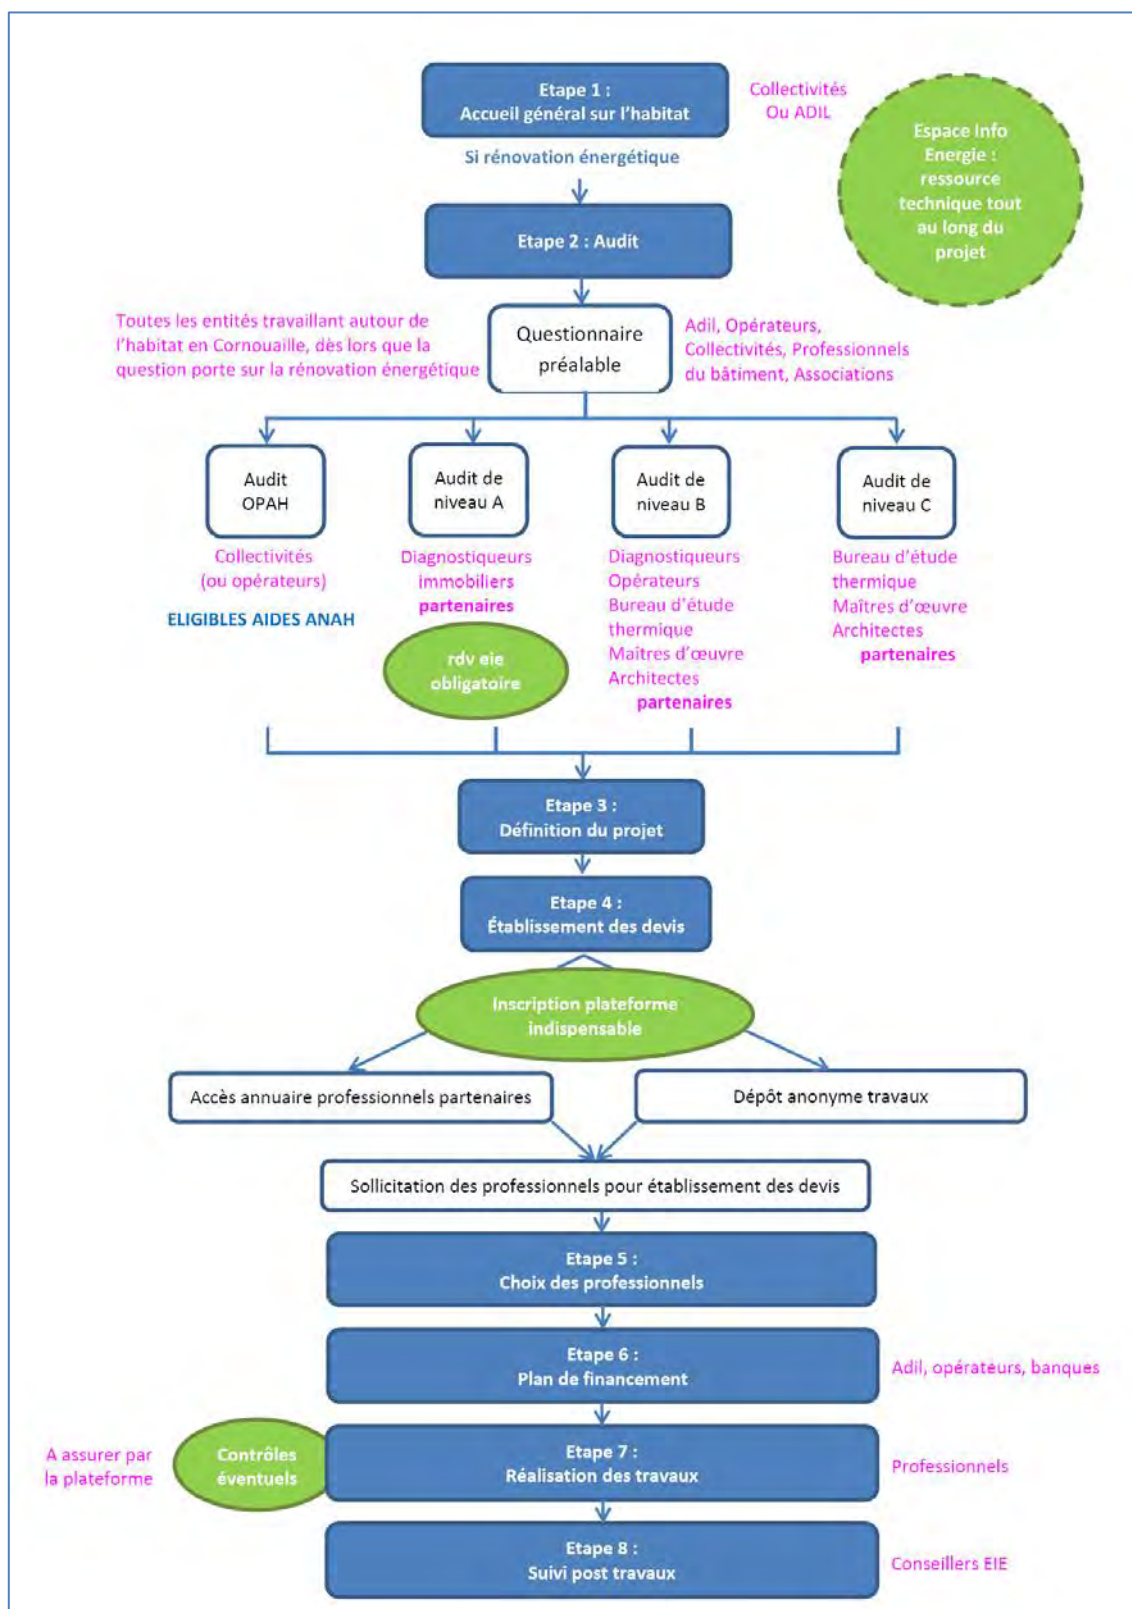 Etape 1 :
Accueil général sur l'habitat
Collectivités
Ou ADIL
Espace Info
Energie :
ressource
technique tout
au long du
projet
Si rénovation énergétique
Etape 2 : Audit
Toutes les entités travaillant autour de
l'habitat en Cornouaille, dès lors que la
question porte sur la rénovation énergétique
Questionnaire
préalable
Adil, Opérateurs,
Collectivités, Professionnels
du bâtiment, Associations
Audit
OPAH
Audit de
niveau A
Audit de
niveau B
Audit de
niveau C
Collectivités
(ou opérateurs)
ELIGIBLES AIDES ANAH
Diagnostiqueurs
immobiliers
partenaires
rdv eie
obligatoire
Diagnostiqueurs
Opérateurs
Bureau d'étude
thermique
Maîtres d'œuvre
Architectes
partenaires
Bureau d'étude
thermique
Maîtres d'œuvre
Architectes
partenaires
Etape 3 :
Définition du projet
Etape 4 :
Établissement des devis
Inscription plateforme
indispensable
Accès annuaire professionnels partenaires
Dépôt anonyme travaux
Sollicitation des professionnels pour établissement des devis
Etape 5 :
Choix des professionnels
Etape 6 :
Plan de financement
Adil, opérateurs, banques
A assurer par
la plateforme
Contrôles
éventuels
Etape 7 :
Réalisation des travaux
Professionnels
Etape 8 :
Suivi post travaux
Conseillers EIE